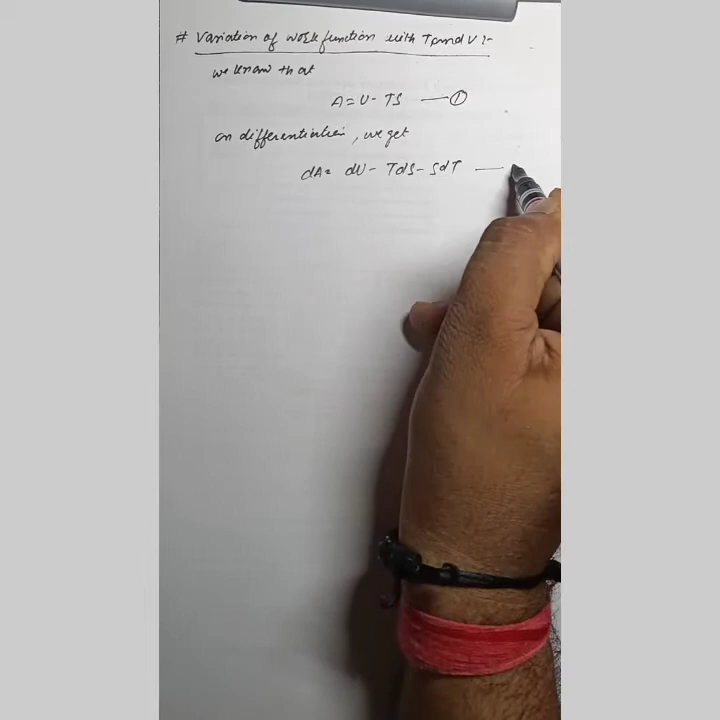 # Variation of work function with T and V :-
we know that
A = U - TS —— ①
on differentiation, we get
dA = dU - TdS - SdT ——